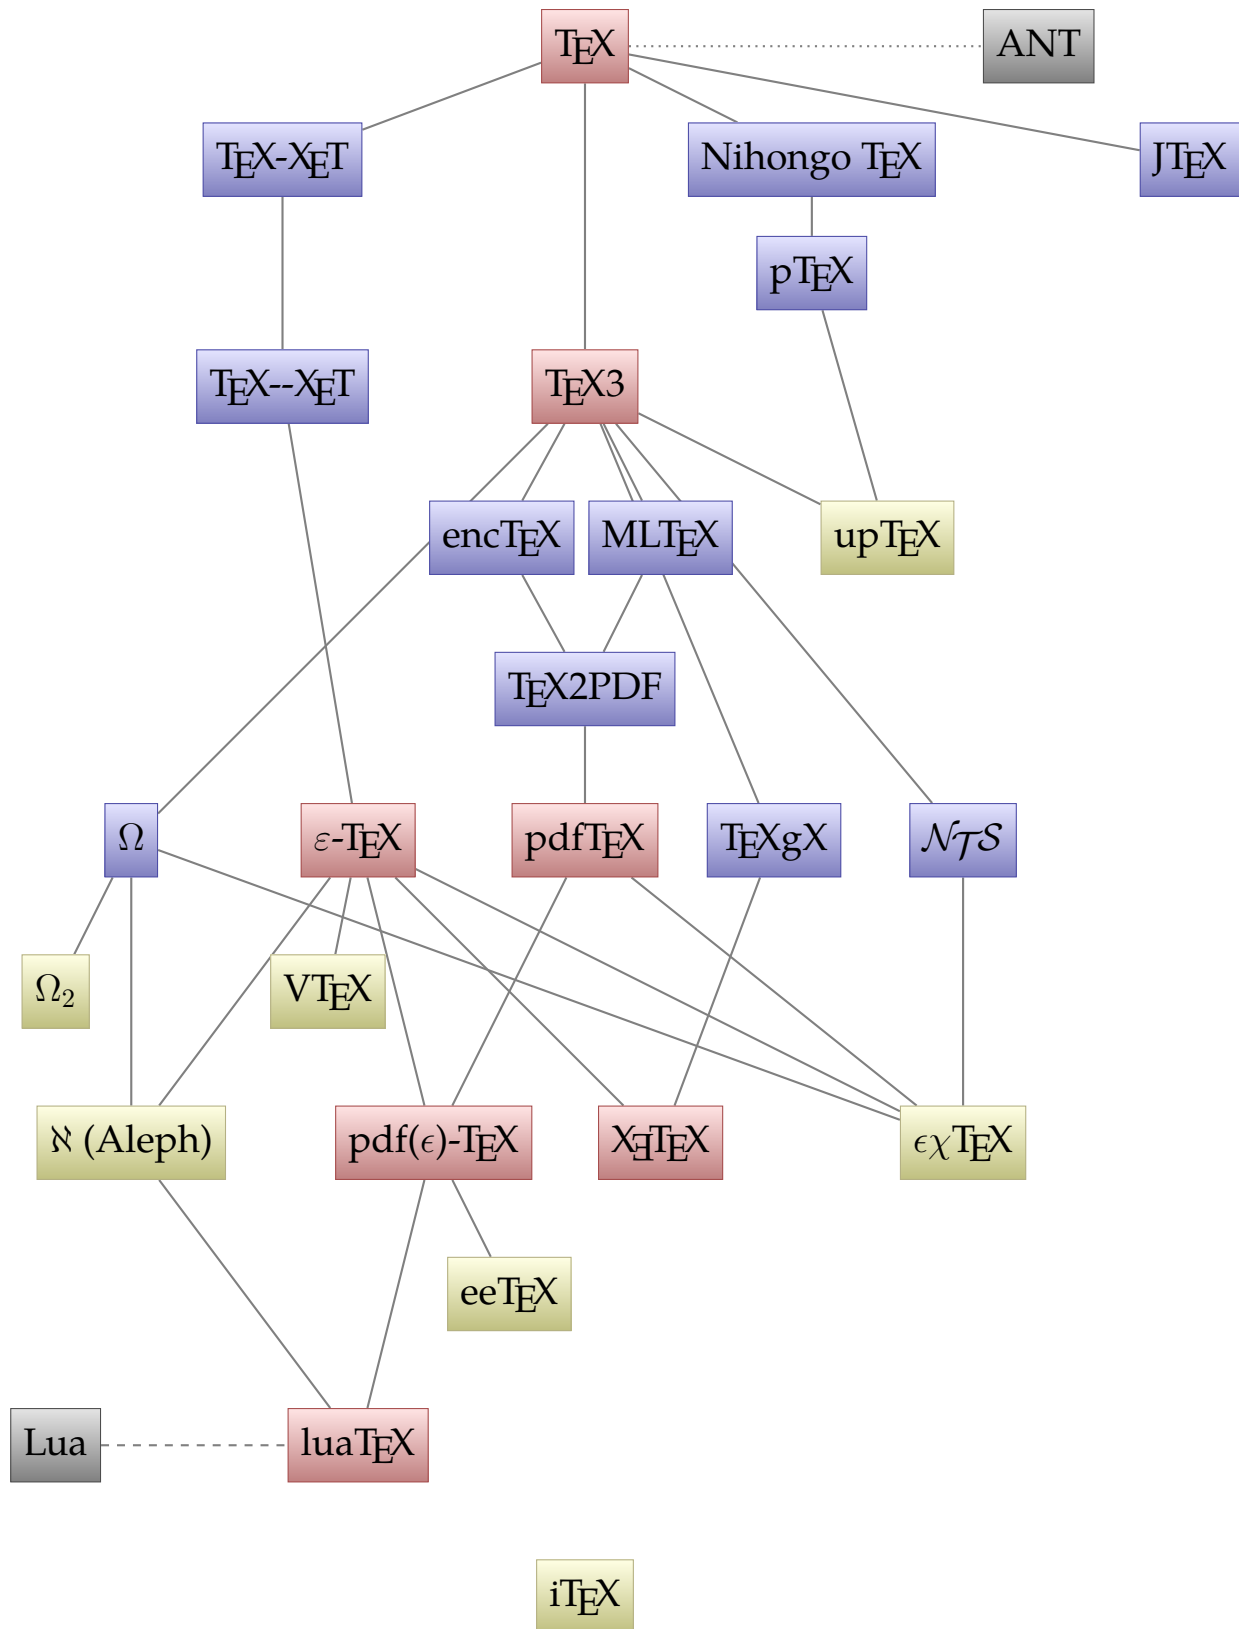 TEX
ANT
TEX-XET
Nihongo TEX
JTEX
pTEX
TEX--XET
TEX3
encTEX
MLTEX
upTEX
TEX2PDF
Ω
ε-TEX
pdfTEX
TEXgX
NTS
Ω₂
VTEX
ℵ (Aleph)
pdf(ϵ)-TEX
XƎTEX
ϵχTEX
eeTEX
Lua
luaTEX
iTEX